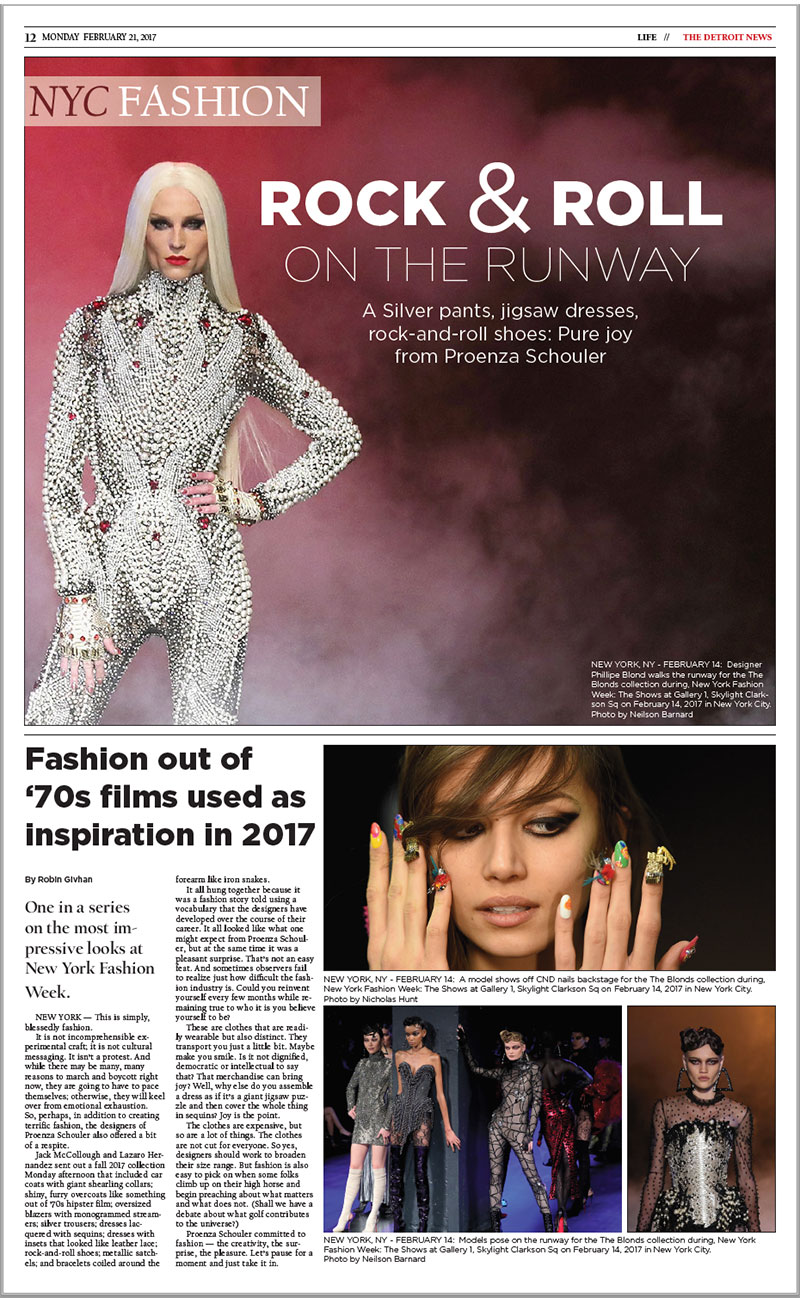 12 MONDAY FEBRUARY 21, 2017
LIFE // THE DETROIT NEWS
NYC FASHION
ROCK & ROLL
ON THE RUNWAY
A Silver pants, jigsaw dresses,
rock-and-roll shoes: Pure joy
from Proenza Schouler
NEW YORK, NY - FEBRUARY 14: Designer
Phillipe Blond walks the runway for the The
Blonds collection during, New York Fashion
Week: The Shows at Gallery 1, Skylight Clark-
son Sq on February 14, 2017 in New York City.
Photo by Neilson Barnard
Fashion out of
‘70s films used as
inspiration in 2017
By Robin Givhan
One in a series
on the most im-
pressive looks at
New York Fashion
Week.
NEW YORK — This is simply,
blessedly fashion.
It is not incomprehensible ex-
perimental craft; it is not cultural
messaging. It isn't a protest. And
while there may be many, many
reasons to march and boycott right
now, they are going to have to pace
themselves; otherwise, they will keel
over from emotional exhaustion.
So, perhaps, in addition to creating
terrific fashion, the designers of
Proenza Schouler also offered a bit
of a respite.
Jack McCollough and Lazaro Her-
nandez sent out a fall 2017 collection
Monday afternoon that included car
coats with giant shearling collars;
shiny, furry overcoats like something
out of '70s hipster film; oversized
blazers with monogrammed stream-
ers; silver trousers; dresses lac-
quered with sequins; dresses with
insets that looked like leather lace;
rock-and-roll shoes; metallic satch-
els; and bracelets coiled around the
forearm like iron snakes.
It all hung together because it
was a fashion story told using a
vocabulary that the designers have
developed over the course of their
career. It all looked like what one
might expect from Proenza Schoul-
er, but at the same time it was a
pleasant surprise. That's not an easy
feat. And sometimes observers fail
to realize just how difficult the fash-
ion industry is. Could you reinvent
yourself every few months while re-
maining true to who it is you believe
yourself to be?
These are clothes that are readi-
ly wearable but also distinct. They
transport you just a little bit. Maybe
make you smile. Is it not dignified,
democratic or intellectual to say
that? That merchandise can bring
joy? Well, why else do you assemble
a dress as if it's a giant jigsaw puz-
zle and then cover the whole thing
in sequins? Joy is the point.
The clothes are expensive, but
so are a lot of things. The clothes
are not cut for everyone. So yes,
designers should work to broaden
their size range. But fashion is also
easy to pick on when some folks
climb up on their high horse and
begin preaching about what matters
and what does not. (Shall we have a
debate about what golf contributes
to the universe?)
Proenza Schouler committed to
fashion — the creativity, the sur-
prise, the pleasure. Let's pause for a
moment and just take it in.
NEW YORK, NY - FEBRUARY 14: A model shows off CND nails backstage for the The Blonds collection during,
New York Fashion Week: The Shows at Gallery 1, Skylight Clarkson Sq on February 14, 2017 in New York City.
Photo by Nicholas Hunt
NEW YORK, NY - FEBRUARY 14: Models pose on the runway for the The Blonds collection during, New York
Fashion Week: The Shows at Gallery 1, Skylight Clarkson Sq on February 14, 2017 in New York City.
Photo by Neilson Barnard